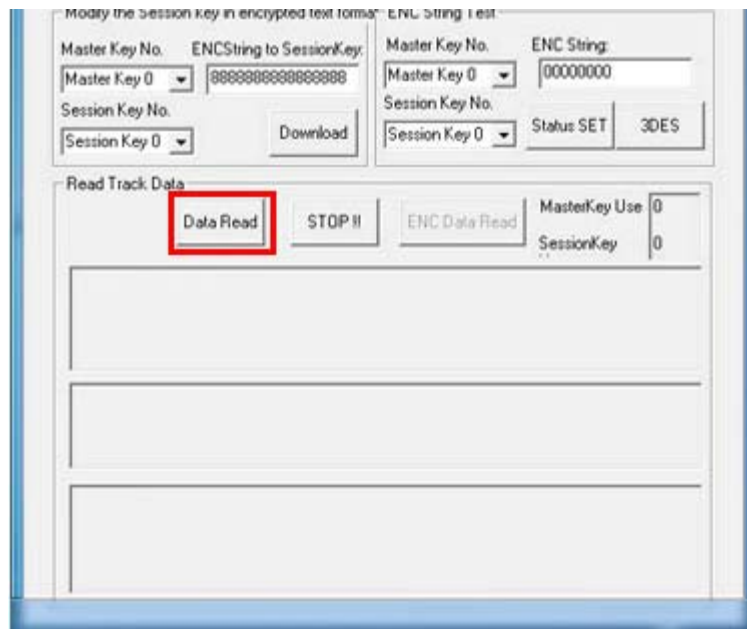 Modify the Session Key in encrypted text format
ENC String Test
Master Key No.
ENCString to SessionKey:
Master Key 0
8888888888888888
Session Key No.
Session Key 0
Download
Master Key No.
ENC String:
Master Key 0
00000000
Session Key No.
Session Key 0
Status SET
3DES
Read Track Data
Data Read
STOP !!
ENC Data Read
MasterKey Use
0
SessionKey
0